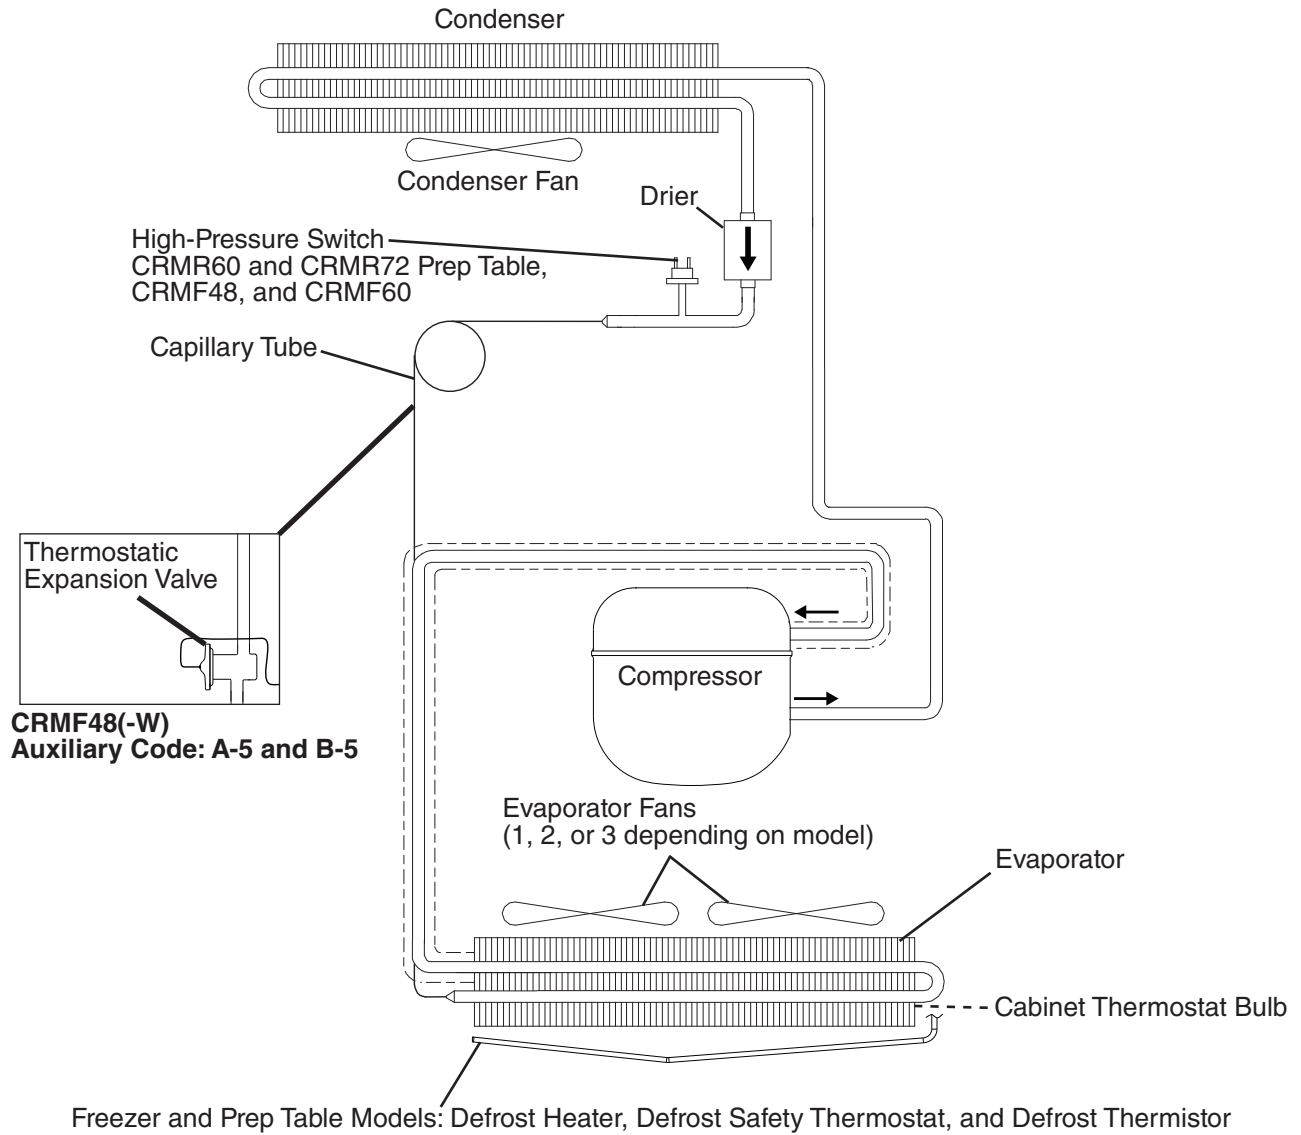 Condenser
Condenser Fan
Drier
High-Pressure Switch
CRMR60 and CRMR72 Prep Table,
CRMF48, and CRMF60
Capillary Tube
Thermostatic
Expansion Valve
CRMF48(-W)
Auxiliary Code: A-5 and B-5
Compressor
Evaporator Fans
(1, 2, or 3 depending on model)
Evaporator
Cabinet Thermostat Bulb
Freezer and Prep Table Models: Defrost Heater, Defrost Safety Thermostat, and Defrost Thermistor